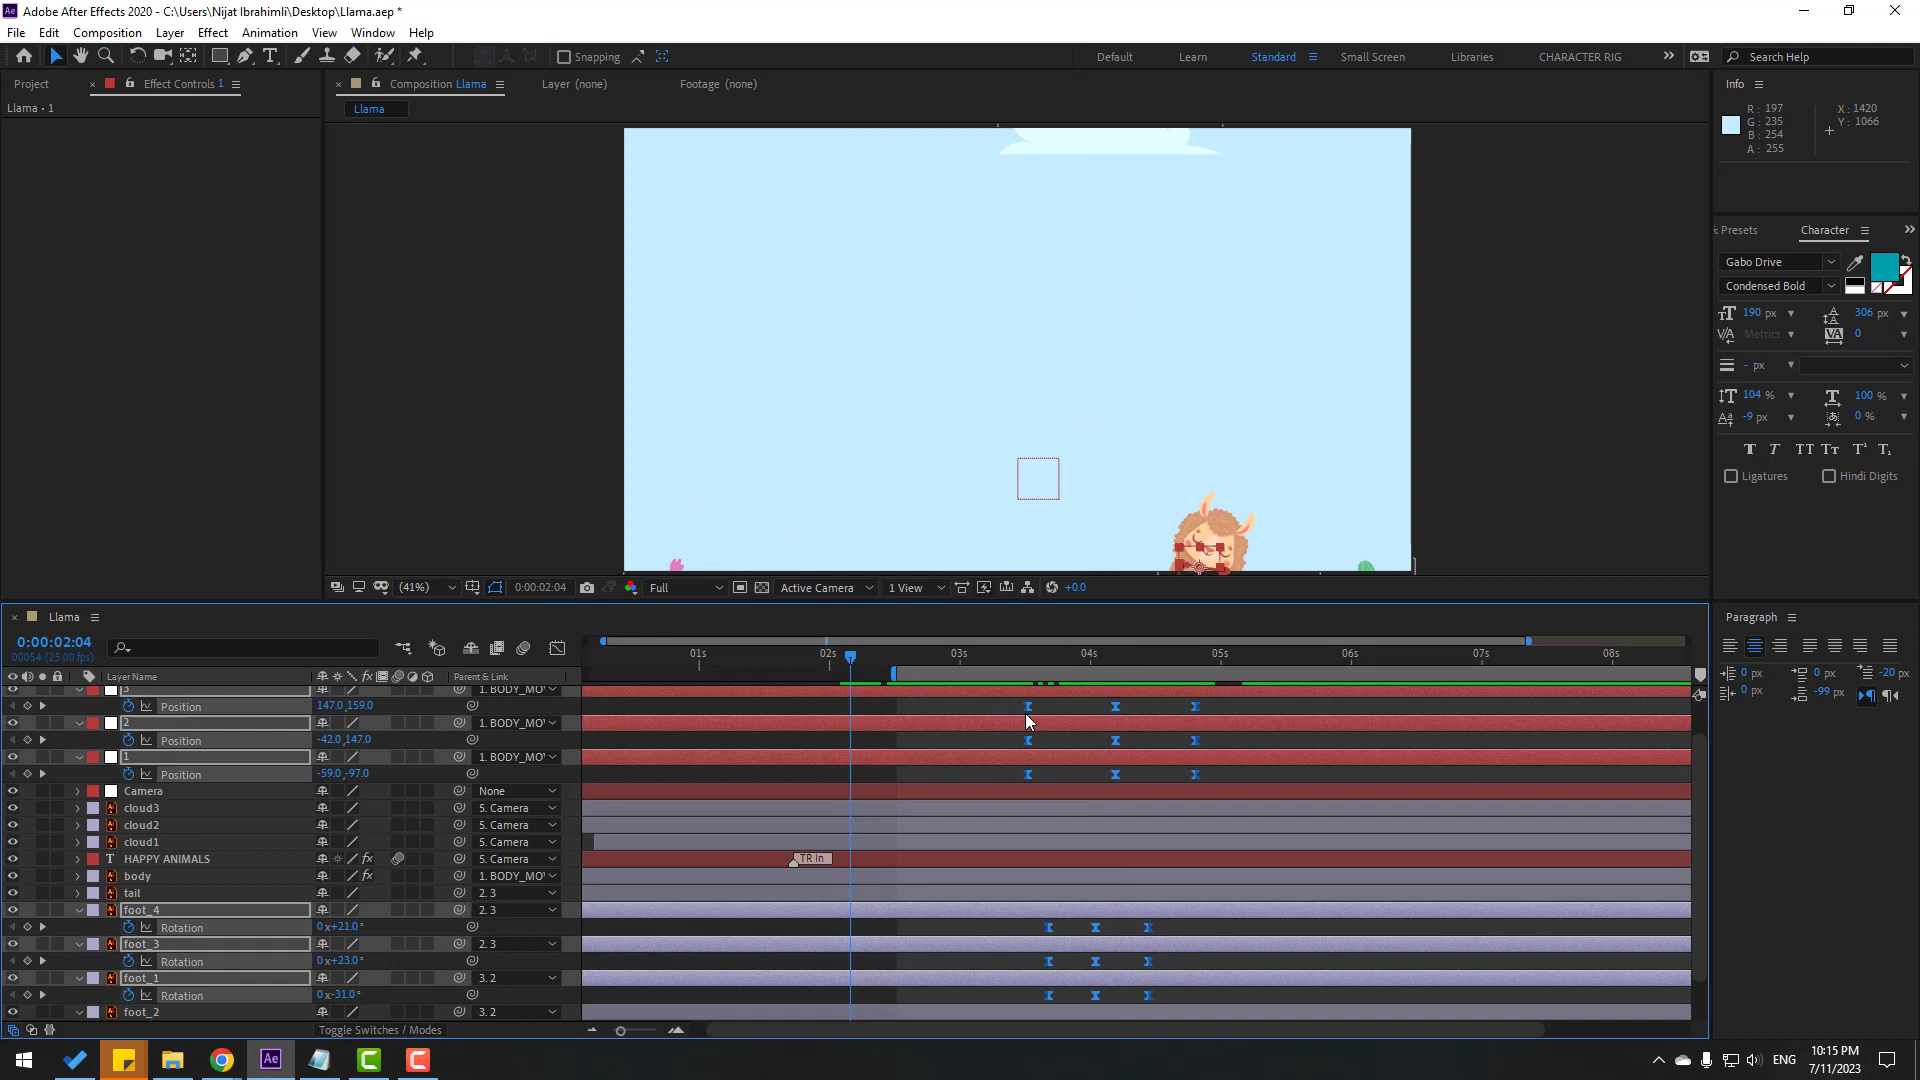 Adobe After Effects 2020 - C:\Users\Nijat Ibrahimli\Desktop\Llama.aep *
File Edit Composition Layer Effect Animation View Window Help
Snapping
Default Learn Standard Small Screen Libraries CHARACTER RIG Search Help
Project Effect Controls 1 Composition Llama Layer (none) Footage (none) Info
Llama • 1
Llama
R : 197 X : 1420
G : 235 Y : 1066
B : 254
A : 255
Presets Character
Gabo Drive
Condensed Bold
190 px 306 px
Metrics 0
- px
104 % 100 %
-9 px 0 %
Ligatures Hindi Digits
(41%) 0:00:02:04 Full Active Camera 1 View +0.0
Llama
Paragraph
0:00:02:04
00054 (25.00 fps)
01s 02s 03s 04s 05s 06s 07s 08s
Layer Name Parent & Link
0 px 0 px -20 px
0 px -99 px
3 1. BODY_MO
Position 147.0,159.0
2 1. BODY_MO
Position -42.0,147.0
1 1. BODY_MO
Position -59.0,-97.0
Camera None
cloud3 5. Camera
cloud2 5. Camera
cloud1 5. Camera
HAPPY ANIMALS 5. Camera TR In
body 1. BODY_MO
tail 2. 3
foot_4 2. 3
Rotation 0x+21.0°
foot_3 2. 3
Rotation 0x+23.0°
foot_1 3. 2
Rotation 0x-31.0°
foot_2 3. 2
Toggle Switches / Modes
ENG 10:15 PM
7/11/2023